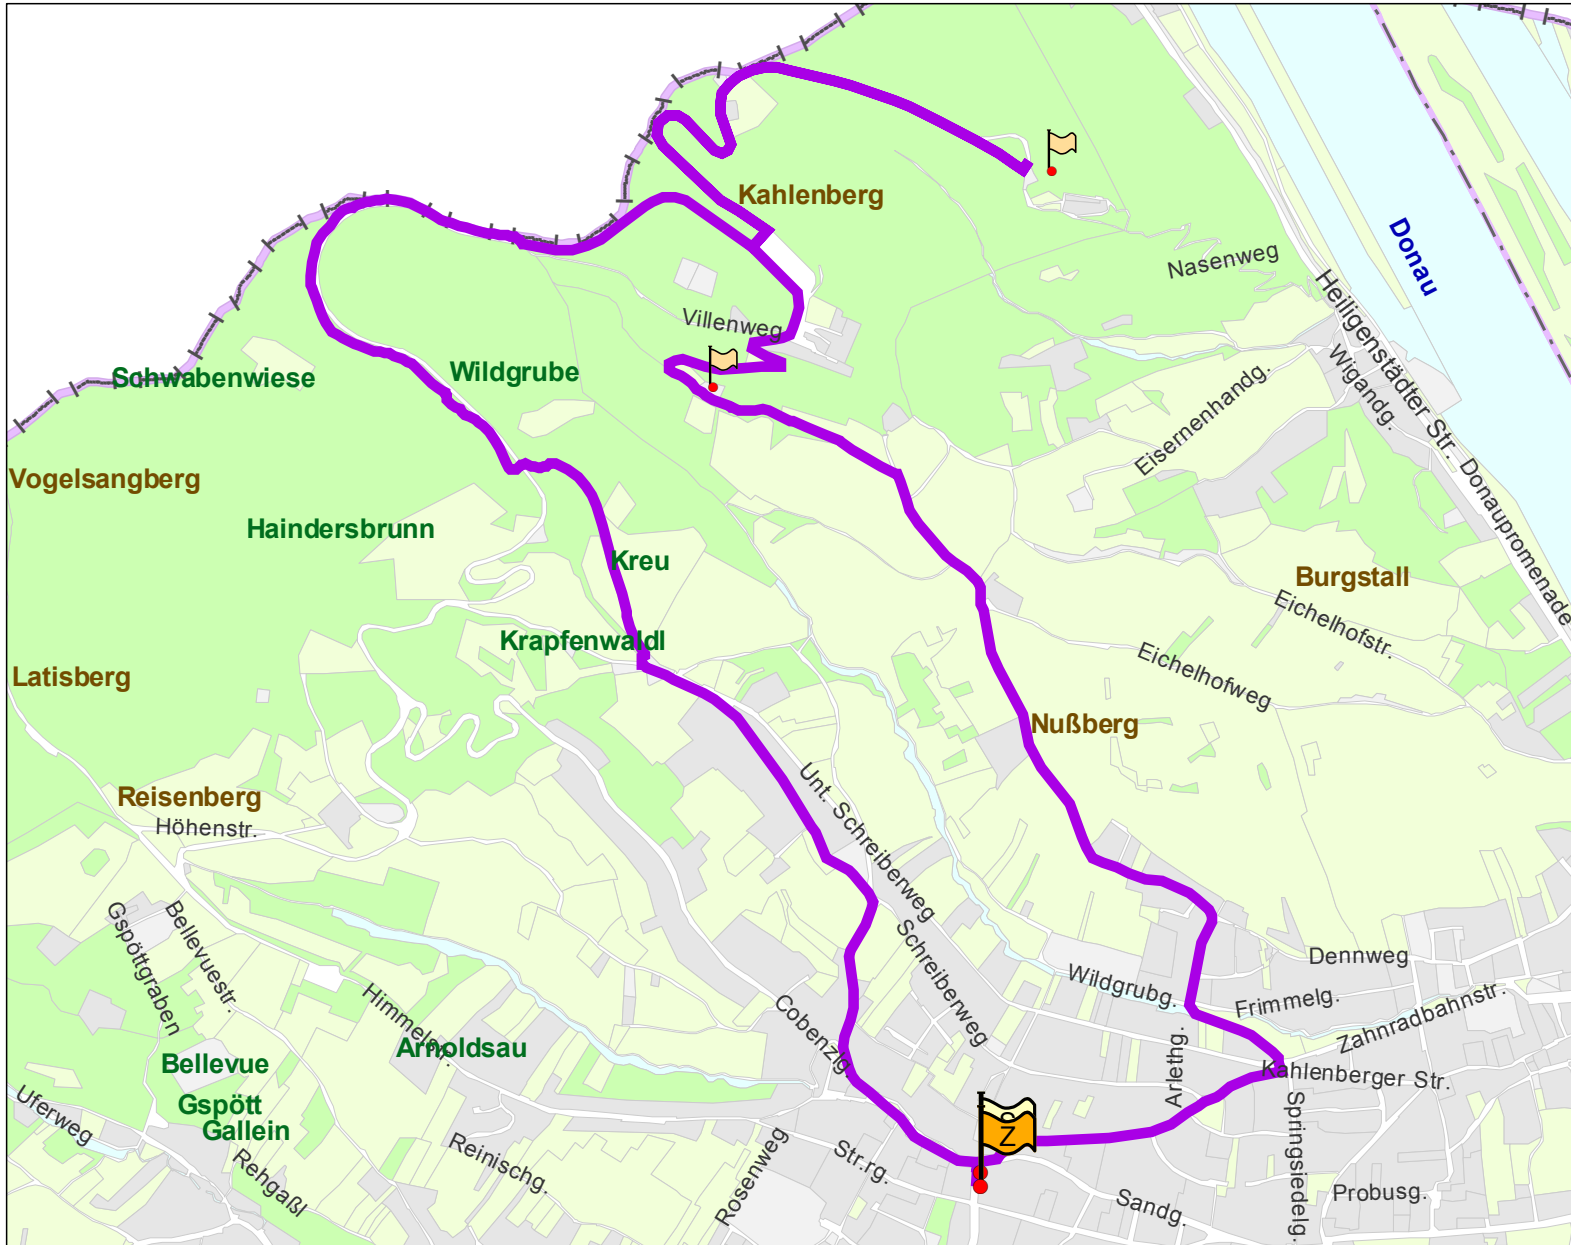 Kahlenberg
Donau
Nasenweg
Heiligenstädter Str.
Villenweg
Schwabenwiese
Wildgrube
Wigandg.
Eisernenhandg.
Vogelsangberg
Haindersbrunn
Donaupromenade
Kreu
Burgstall
Eichelhofstr.
Krapfenwaldl
Eichelhofweg
Latisberg
Nußberg
Reisenberg
Höhenstr.
Unt. Schreiberweg
Gspöttgraben
Bellevuestr.
Schreiberweg
Dennweg
Wildgrubg.
Frimmelg.
Zahnradbahnstr.
Himmelstr.
Cobenzlg.
Arnoldsau
Bellevue
Arlethg.
Kahlenberger Str.
Gspött
Gallein
Uferweg
Z
Springsiedelg.
Reinischg.
Rosenweg
Str.rg.
Rehgaßl
Sandg.
Probusg.